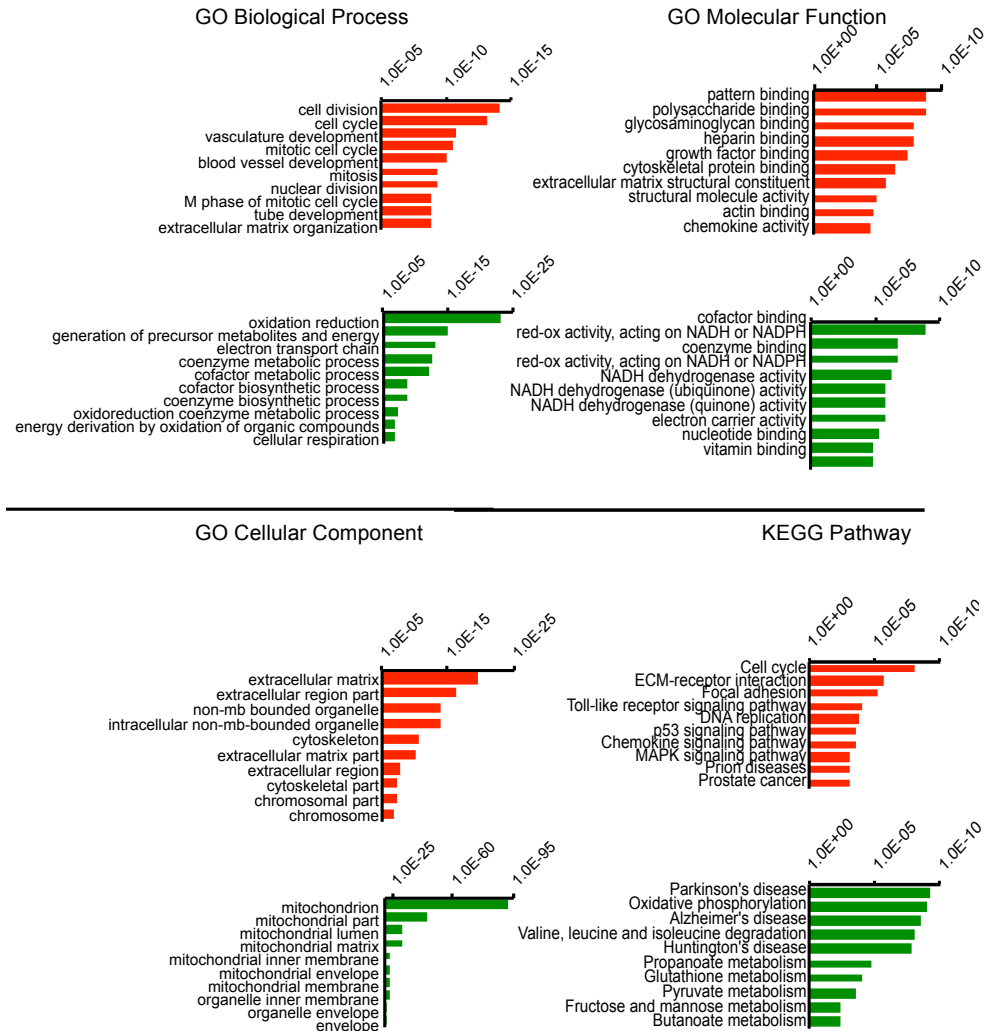 GO Biological Process
1.0E-05
1.0E-10
1.0E-15
cell division
cell cycle
vasculature development
mitotic cell cycle
blood vessel development
mitosis
nuclear division
M phase of mitotic cell cycle
tube development
extracellular matrix organization
1.0E-05
1.0E-15
1.0E-25
oxidation reduction
generation of precursor metabolites and energy
electron transport chain
coenzyme metabolic process
cofactor metabolic process
cofactor biosynthetic process
coenzyme biosynthetic process
oxidoreduction coenzyme metabolic process
energy derivation by oxidation of organic compounds
cellular respiration
GO Molecular Function
1.0E+00
1.0E-05
1.0E-10
pattern binding
polysaccharide binding
glycosaminoglycan binding
heparin binding
growth factor binding
cytoskeletal protein binding
extracellular matrix structural constituent
structural molecule activity
actin binding
chemokine activity
1.0E+00
1.0E-05
1.0E-10
cofactor binding
red-ox activity, acting on NADH or NADPH
coenzyme binding
red-ox activity, acting on NADH or NADPH
NADH dehydrogenase activity
NADH dehydrogenase (ubiquinone) activity
NADH dehydrogenase (quinone) activity
electron carrier activity
nucleotide binding
vitamin binding
GO Cellular Component
1.0E-05
1.0E-15
1.0E-25
extracellular matrix
extracellular region part
non-mb bounded organelle
intracellular non-mb-bounded organelle
cytoskeleton
extracellular matrix part
extracellular region
cytoskeletal part
chromosomal part
chromosome
1.0E-25
1.0E-60
1.0E-95
mitochondrion
mitochondrial part
mitochondrial lumen
mitochondrial matrix
mitochondrial inner membrane
mitochondrial envelope
mitochondrial membrane
organelle inner membrane
organelle envelope
envelope
KEGG Pathway
1.0E+00
1.0E-05
1.0E-10
Cell cycle
ECM-receptor interaction
Focal adhesion
Toll-like receptor signaling pathway
DNA replication
p53 signaling pathway
Chemokine signaling pathway
MAPK signaling pathway
Prion diseases
Prostate cancer
1.0E+00
1.0E-05
1.0E-10
Parkinson's disease
Oxidative phosphorylation
Alzheimer's disease
Valine, leucine and isoleucine degradation
Huntington's disease
Propanoate metabolism
Glutathione metabolism
Pyruvate metabolism
Fructose and mannose metabolism
Butanoate metabolism